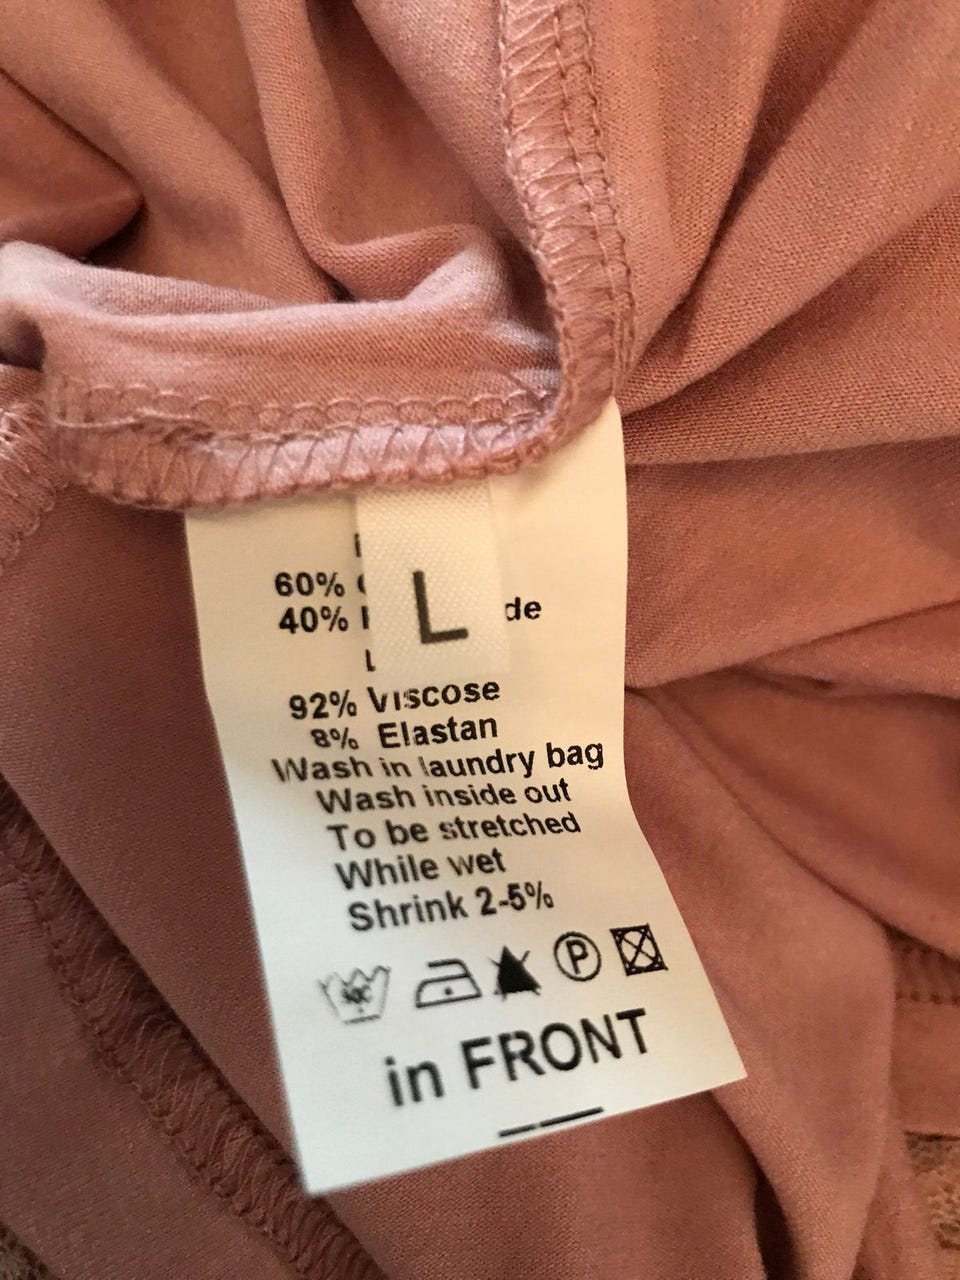 60%
40% de
L
92% Viscose
8% Elastan
Wash in laundry bag
Wash inside out
To be stretched
While wet
Shrink 2-5%
P
in FRONT